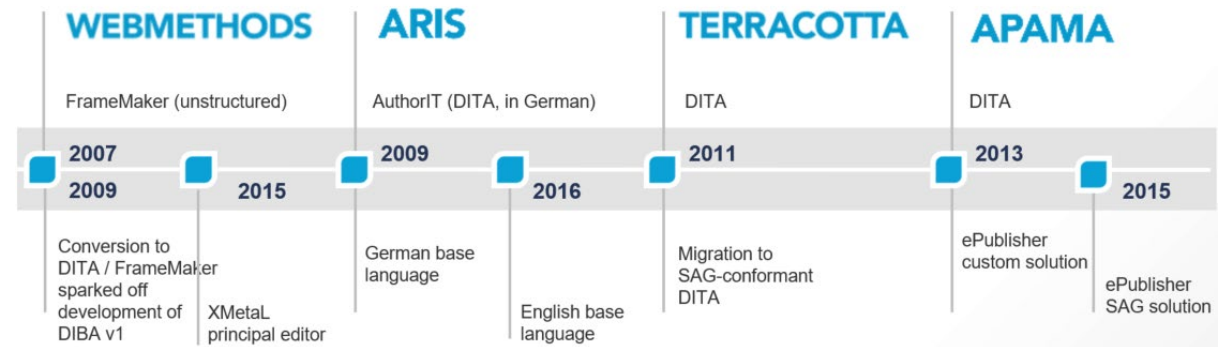 WEBMETHODS
ARIS
TERRACOTTA
APAMA
FrameMaker (unstructured)
AuthorIT (DITA, in German)
DITA
DITA
2007
2009
2011
2013
2009
2015
2016
2015
Conversion to
DITA / FrameMaker
sparked off
development of
DIBA v1
XMetaL
principal editor
German base
language
English base
language
Migration to
SAG-conformant
DITA
ePublisher
custom solution
ePublisher
SAG solution